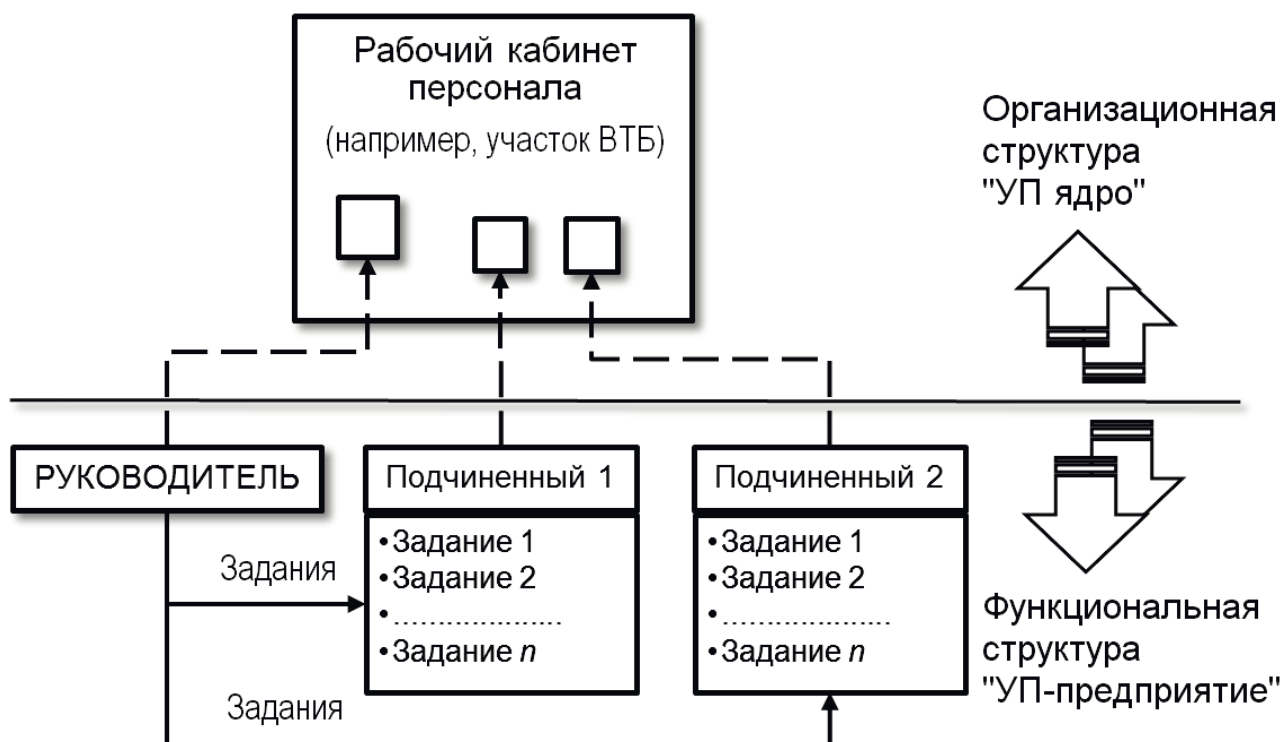 Рабочий кабинет
персонала
(например, участок ВТБ)
Организационная
структура
"УП ядро"
РУКОВОДИТЕЛЬ
Подчиненный 1
Подчиненный 2
Задания
•Задание 1
•Задание 2
•.....................
•Задание n
•Задание 1
•Задание 2
•.....................
•Задание n
Задания
Функциональная
структура
"УП-предприятие"